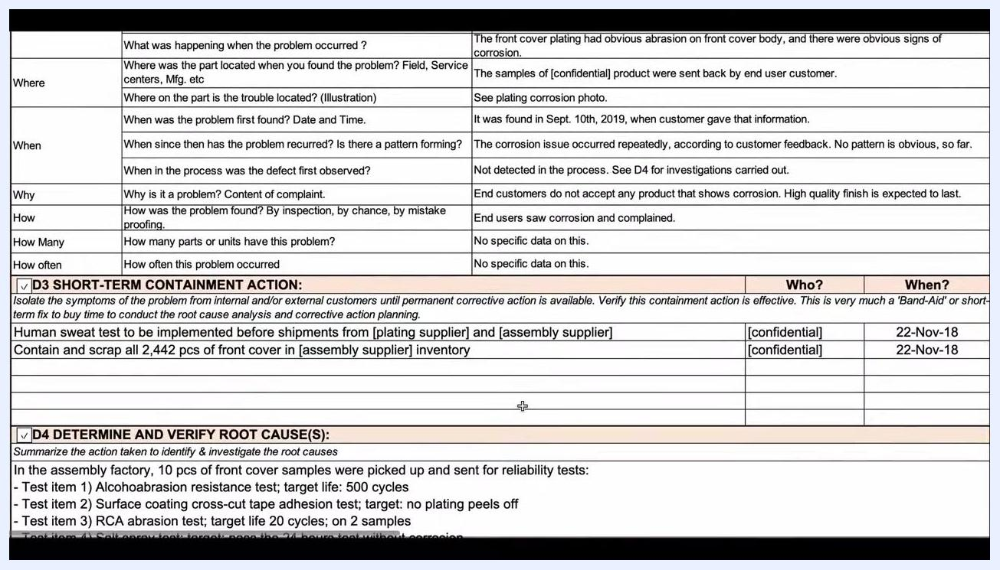 What was happening when the problem occurred ?
The front cover plating had obvious abrasion on front cover body, and there were obvious signs of
corrosion.
Where
Where was the part located when you found the problem? Field, Service
centers, Mfg. etc
The samples of [confidential] product were sent back by end user customer.
Where on the part is the trouble located? (Illustration)
See plating corrosion photo.
When
When was the problem first found? Date and Time.
It was found in Sept. 10th, 2019, when customer gave that information.
When since then has the problem recurred? Is there a pattern forming?
The corrosion issue occurred repeatedly, according to customer feedback. No pattern is obvious, so far.
When in the process was the defect first observed?
Not detected in the process. See D4 for investigations carried out.
Why
Why is it a problem? Content of complaint.
End customers do not accept any product that shows corrosion. High quality finish is expected to last.
How
How was the problem found? By inspection, by chance, by mistake
proofing.
End users saw corrosion and complained.
How Many
How many parts or units have this problem?
No specific data on this.
How often
How often this problem occurred
No specific data on this.
D3 SHORT-TERM CONTAINMENT ACTION:
Who?
When?
Isolate the symptoms of the problem from internal and/or external customers until permanent corrective action is available. Verify this containment action is effective. This is very much a 'Band-Aid' or short-
term fix to buy time to conduct the root cause analysis and corrective action planning.
Human sweat test to be implemented before shipments from [plating supplier] and [assembly supplier]
[confidential]
22-Nov-18
Contain and scrap all 2,442 pcs of front cover in [assembly supplier] inventory
[confidential]
22-Nov-18
D4 DETERMINE AND VERIFY ROOT CAUSE(S):
Summarize the action taken to identify & investigate the root causes
In the assembly factory, 10 pcs of front cover samples were picked up and sent for reliability tests:
- Test item 1) Alcohoabrasion resistance test; target life: 500 cycles
- Test item 2) Surface coating cross-cut tape adhesion test; target: no plating peels off
- Test item 3) RCA abrasion test; target life 20 cycles; on 2 samples
- Test item 4) Salt spray test; target: pass the 24 hours test without corrosion